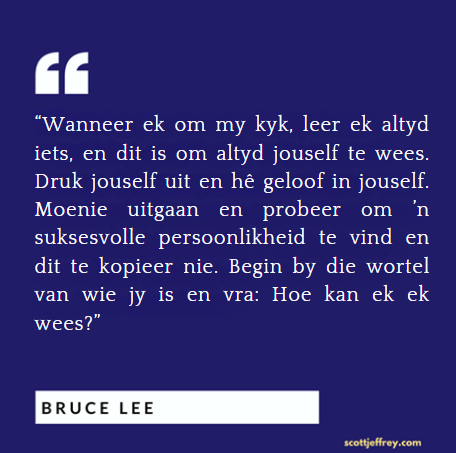 “Wanneer ek om my kyk, leer ek altyd
iets, en dit is om altyd jouself te wees.
Druk jouself uit en hê geloof in jouself.
Moenie uitgaan en probeer om ’n
suksesvolle persoonlikheid te vind en
dit te kopieer nie. Begin by die wortel
van wie jy is en vra: Hoe kan ek ek
wees?”
BRUCE LEE
scottjeffrey.com